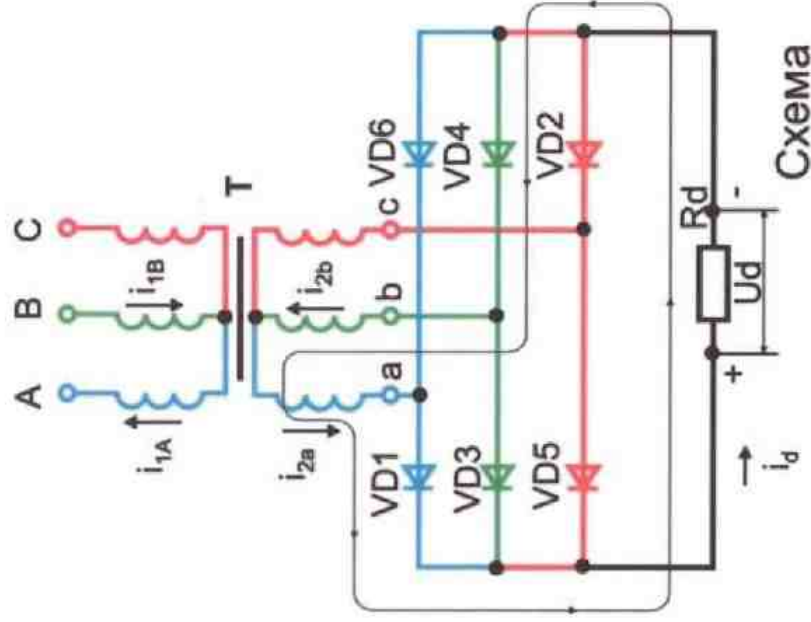 A
B
C
i1A
i1B
T
i2a
i2b
a
b
c
VD1
VD6
VD3
VD4
VD5
VD2
Rd
+
-
Ud
id
Схема